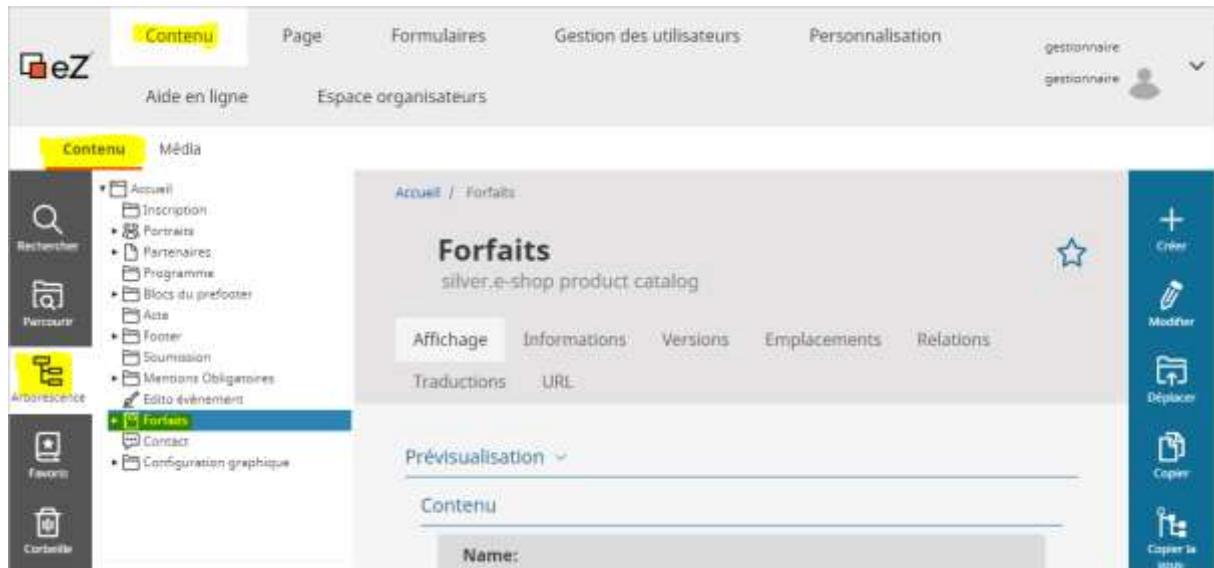 eZ
Contenu Page Formulaires Gestion des utilisateurs Personnalisation
Aide en ligne Espace organisateurs
gestionnaire
gestionnaire
Contenu Média
Rechercher
Parcourir
Arborescence
Favoris
Corbeille
Accueil
Inscription
Portraits
Partenaires
Programme
Blocs du prefooter
Acte
Footer
Soumission
Mentions Obligatoires
Edito évènement
Forfaits
Contact
Configuration graphique
Accueil / Forfaits
Forfaits
silver.e-shop product catalog
Affichage Informations Versions Emplacements Relations
Traductions URL
Prévisualisation
Contenu
Name:
Créer
Modifier
Déplacer
Copier
Copier la
sous-